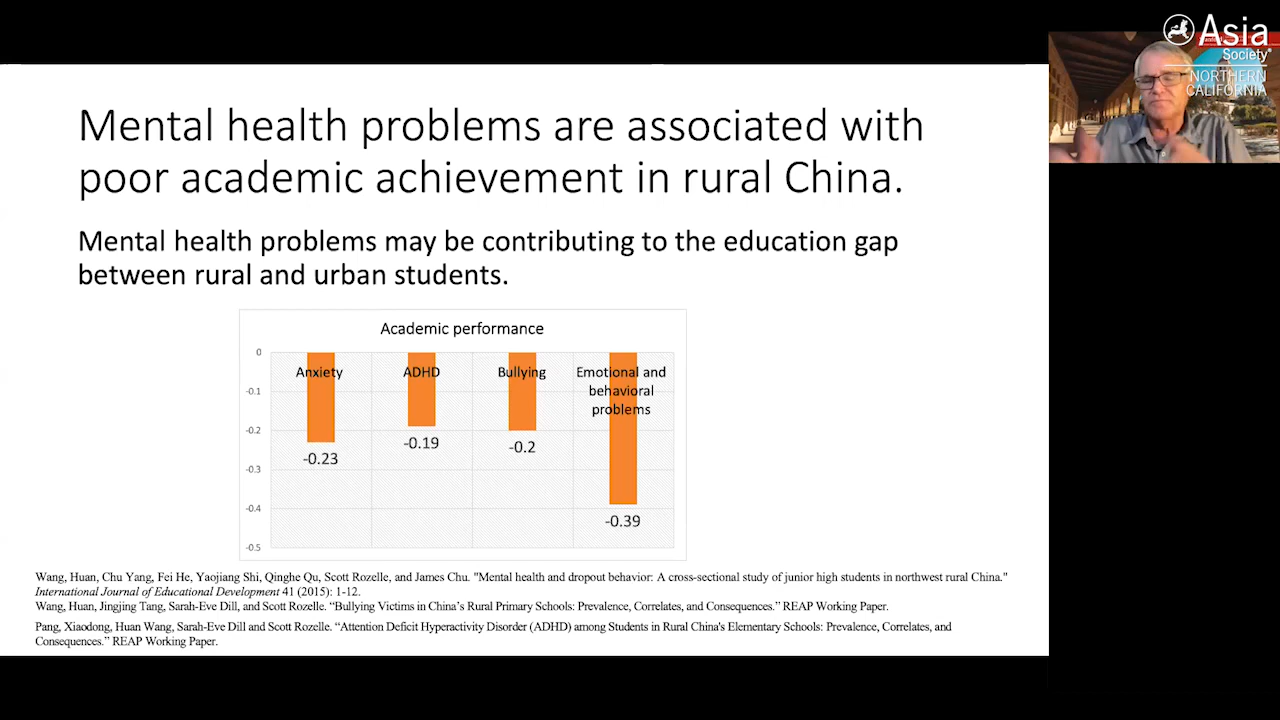 Mental health problems are associated with
poor academic achievement in rural China.
Mental health problems may be contributing to the education gap
between rural and urban students.
Academic performance
0
-0.1
-0.2
-0.3
-0.4
-0.5
Anxiety
ADHD
Bullying
Emotional and
behavioral
problems
-0.23
-0.19
-0.2
-0.39
Wang, Huan, Chu Yang, Fei He, Yaojiang Shi, Qinghe Qu, Scott Rozelle, and James Chu. "Mental health and dropout behavior: A cross-sectional study of junior high students in northwest rural China."
International Journal of Educational Development 41 (2015): 1-12.
Wang, Huan, Jingjing Tang, Sarah-Eve Dill, and Scott Rozelle. “Bullying Victims in China’s Rural Primary Schools: Prevalence, Correlates, and Consequences.” REAP Working Paper.
Pang, Xiaodong, Huan Wang, Sarah-Eve Dill and Scott Rozelle. “Attention Deficit Hyperactivity Disorder (ADHD) among Students in Rural China's Elementary Schools: Prevalence, Correlates, and
Consequences.” REAP Working Paper.
Asia
Society
NORTHERN
CALIFORNIA